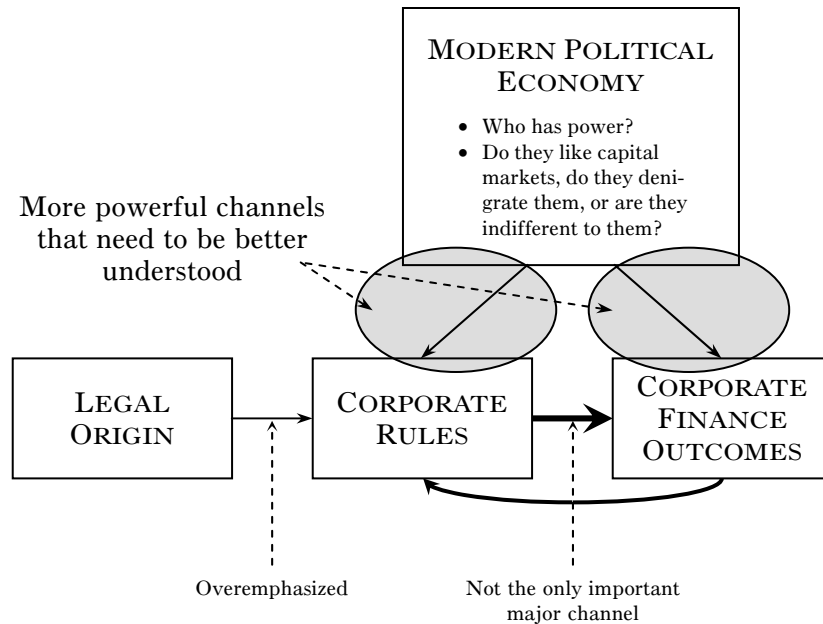 MODERN POLITICAL
ECONOMY
• Who has power?
• Do they like capital
markets, do they deni-
grate them, or are they
indifferent to them?
More powerful channels
that need to be better
understood
LEGAL
ORIGIN
CORPORATE
RULES
CORPORATE
FINANCE
OUTCOMES
Overemphasized
Not the only important
major channel